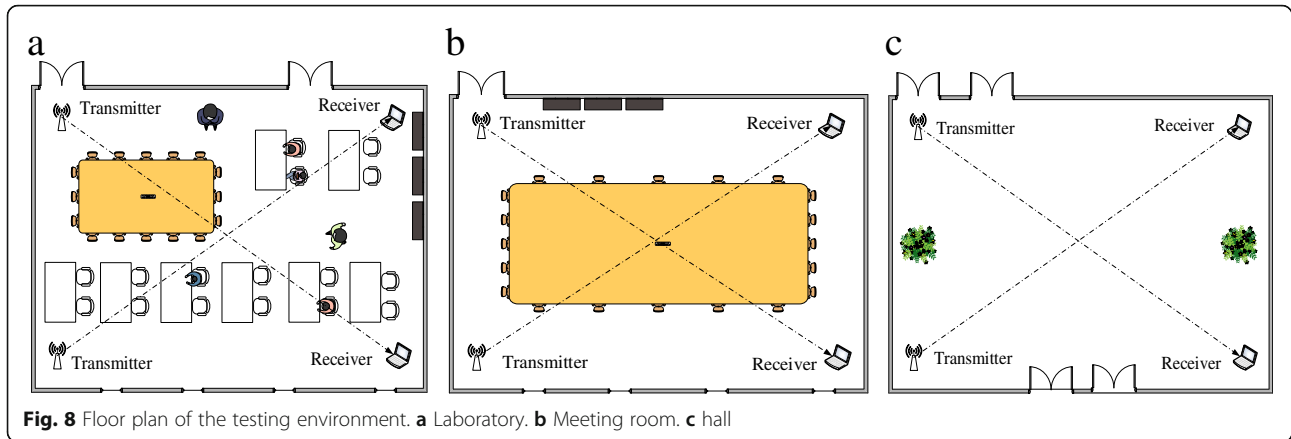 a
b
c
Transmitter
Receiver
Transmitter
Receiver
Transmitter
Receiver
Transmitter
Receiver
Transmitter
Receiver
Transmitter
Receiver
Fig. 8 Floor plan of the testing environment. a Laboratory. b Meeting room. c hall